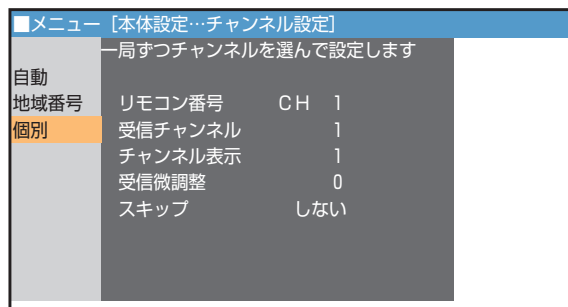 ■メニュー [本体設定…チャンネル設定]
一局ずつチャンネルを選んで設定します
自動
地域番号 リモコン番号 CH 1
個別 受信チャンネル 1
チャンネル表示 1
受信微調整 0
スキップ しない